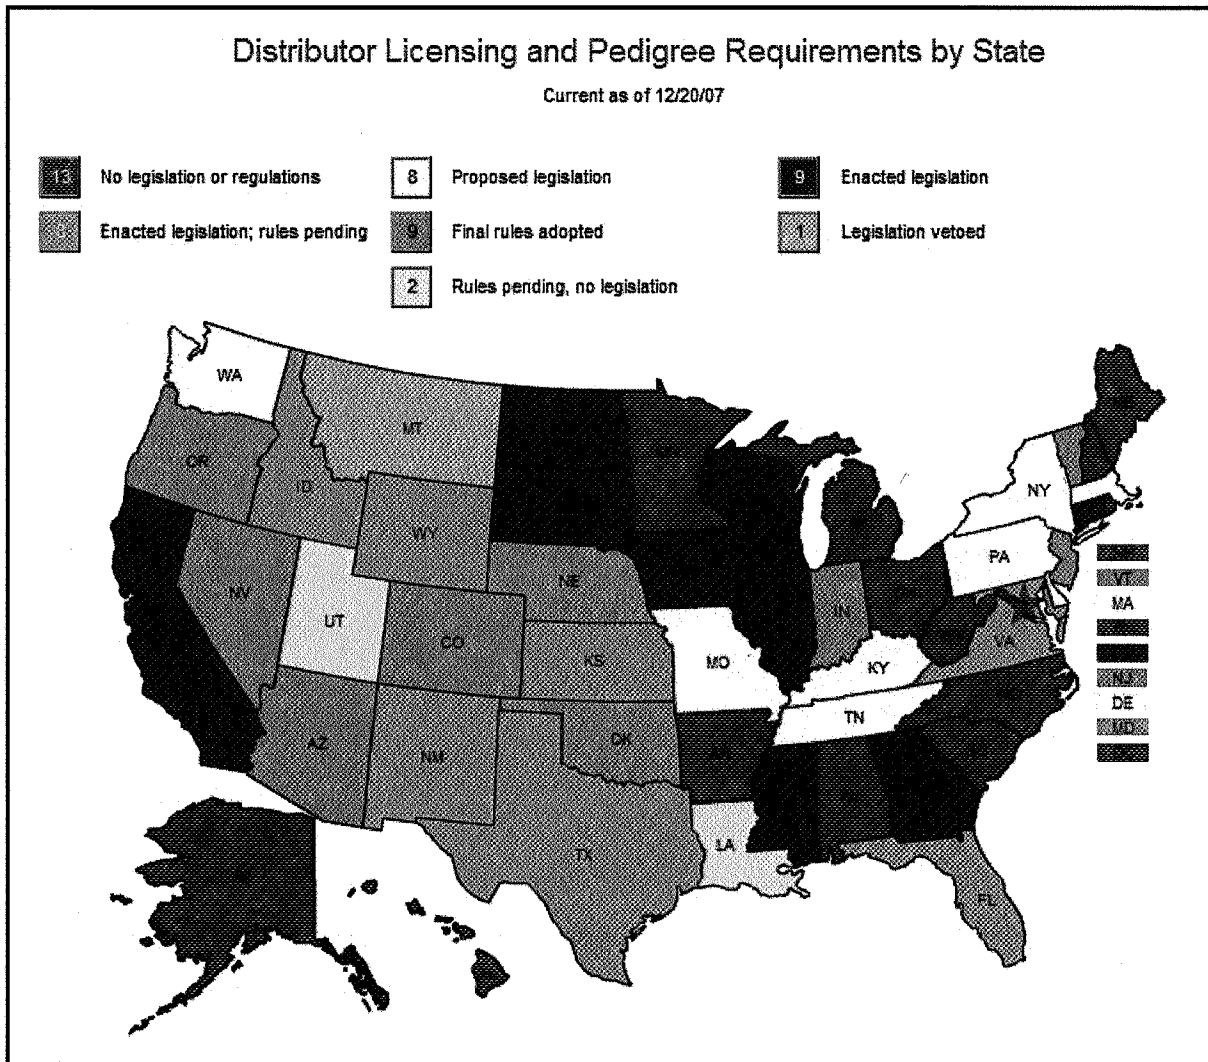 Distributor Licensing and Pedigree Requirements by State
Current as of 12/20/07
13 No legislation or regulations
8 Proposed legislation
9 Enacted legislation
Enacted legislation; rules pending
9 Final rules adopted
1 Legislation vetoed
2 Rules pending, no legislation
WA
MT
OR
ID
WY
NV
UT
CO
NE
KS
MO
IN
KY
NY
PA
VA
TN
AZ
NM
OK
TX
LA
FL
VT
MA
NJ
DE
MD